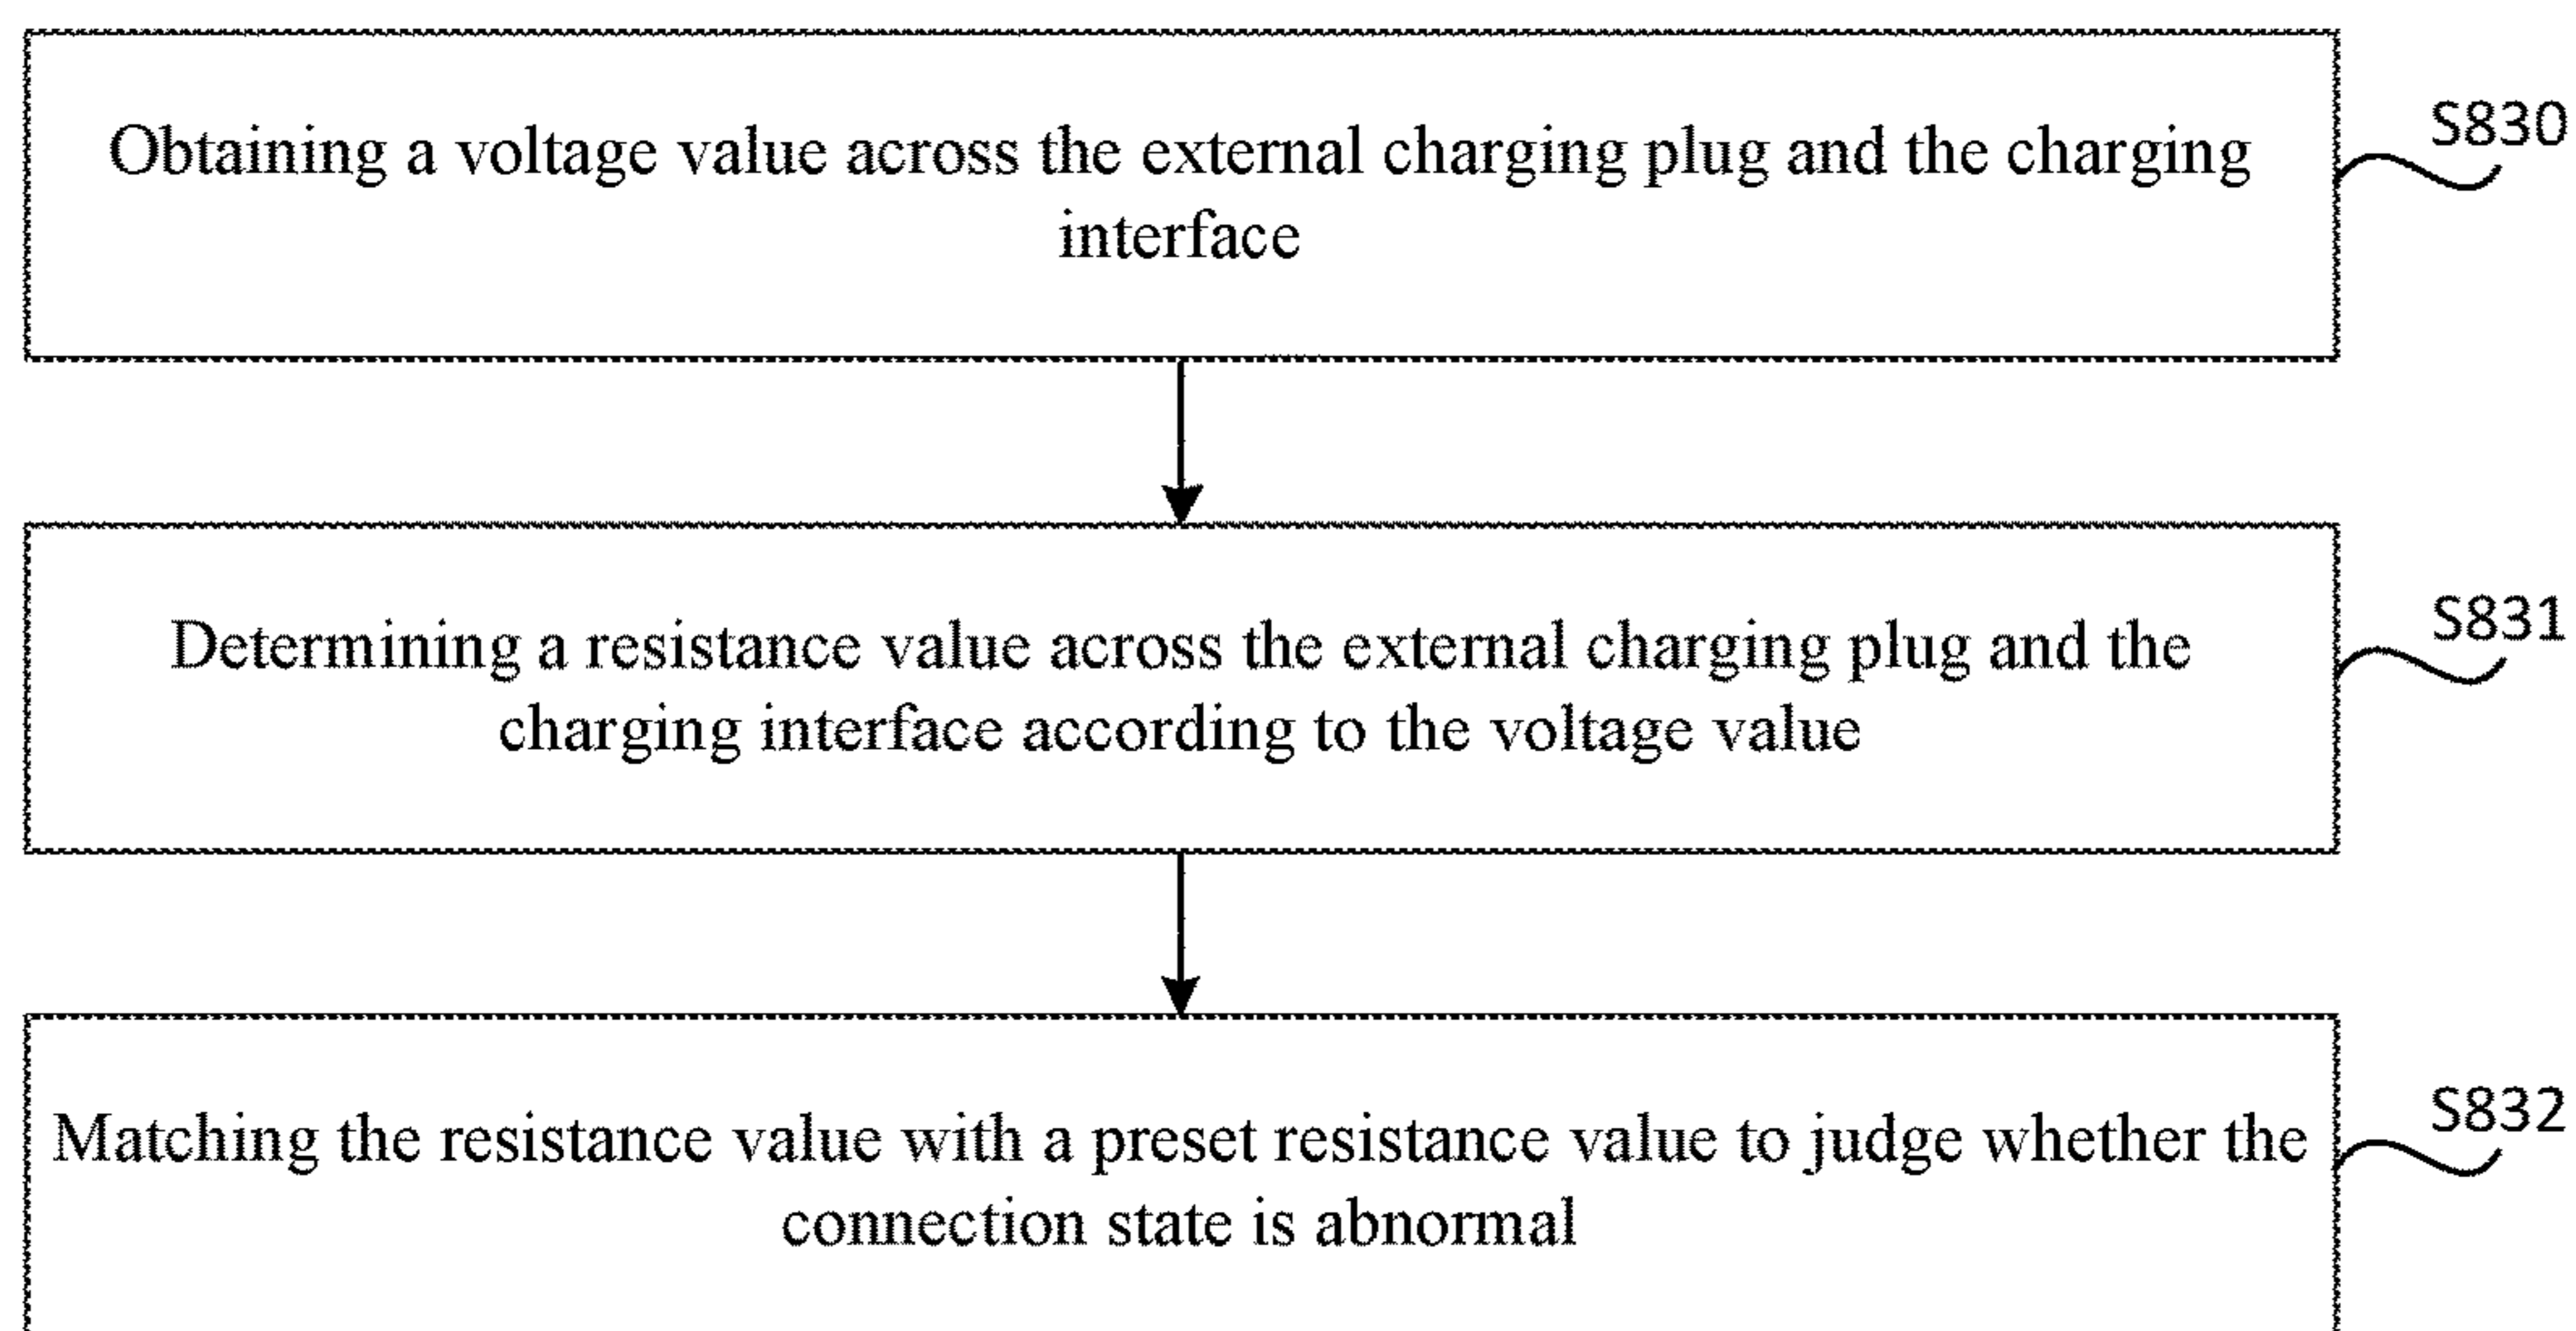 Obtaining a voltage value across the external charging plug and the charging
interface
S830
Determining a resistance value across the external charging plug and the
charging interface according to the voltage value
S831
Matching the resistance value with a preset resistance value to judge whether the
connection state is abnormal
S832